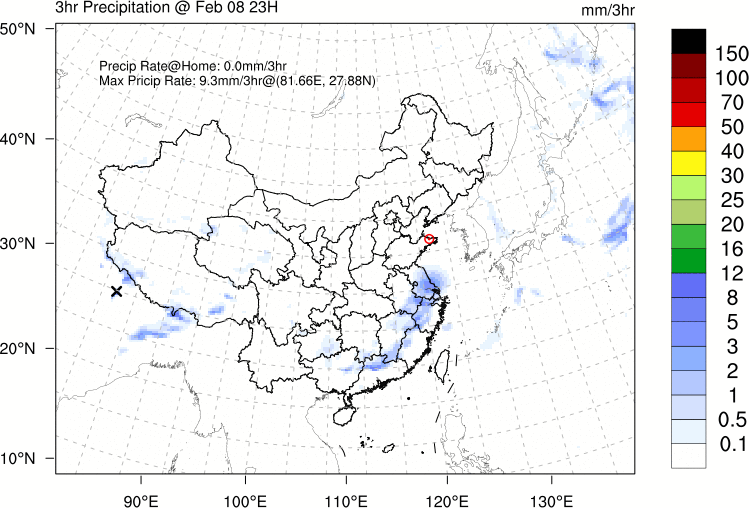 3hr Precipitation @ Feb 08 23H
mm/3hr
Precip Rate@Home: 0.0mm/3hr
Max Pricip Rate: 9.3mm/3hr@(81.66E, 27.88N)
50°N
40°N
30°N
20°N
10°N
90°E
100°E
110°E
120°E
130°E
150
100
70
50
40
30
25
20
16
12
8
5
3
2
1
0.5
0.1